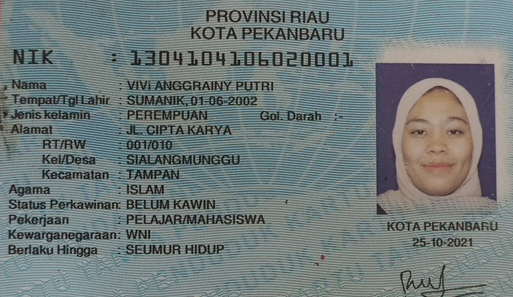 PROVINSI RIAU
KOTA PEKANBARU
NIK : 1304104106020001
Nama : VIVi ANGGRAINY PUTRI
Tempat/Tgl Lahir : SUMANIK, 01-06-2002
Jenis kelamin : PEREMPUAN Gol. Darah :-
Alamat : JL. CIPTA KARYA
RT/RW : 001/010
Kel/Desa : SIALANGMUNGGU
Kecamatan : TAMPAN
Agama : ISLAM
Status Perkawinan: BELUM KAWIN
Pekerjaan : PELAJAR/MAHASISWA
Kewarganegaraan: WNI
Berlaku Hingga : SEUMUR HIDUP
KOTA PEKANBARU
25-10-2021